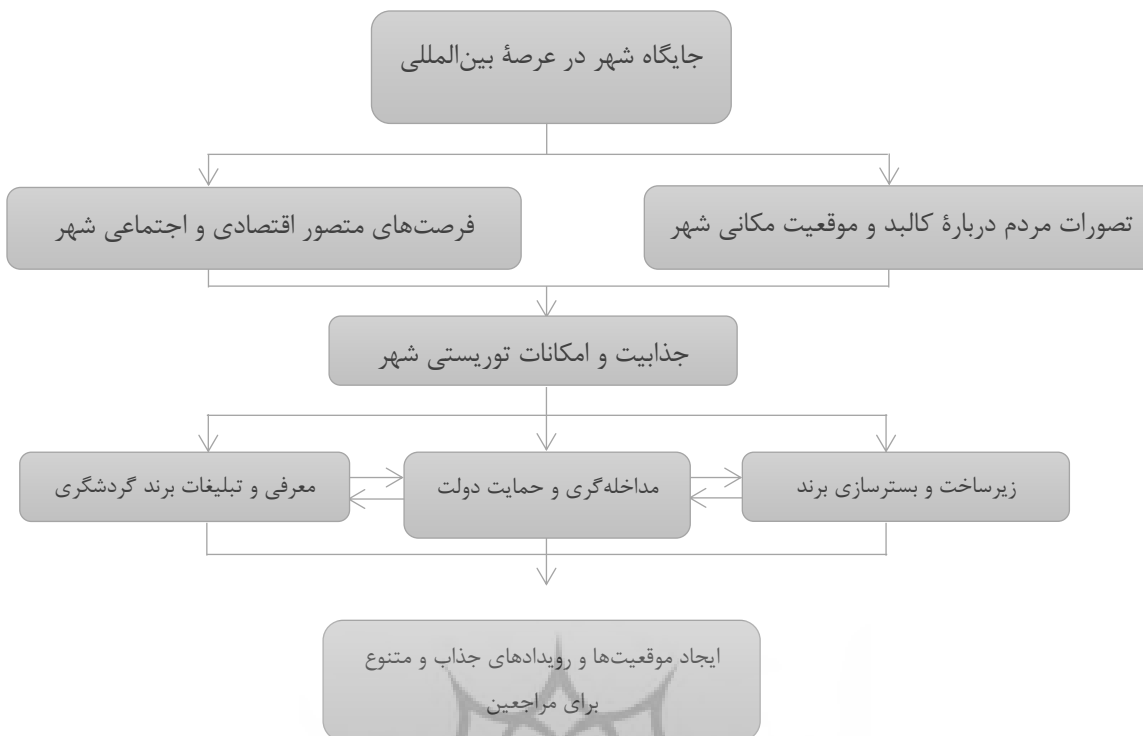 جایگاه شهر در عرصهٔ بین‌المللی
تصورات مردم دربارهٔ کالبد و موقعیت مکانی شهر
فرصت‌های متصور اقتصادی و اجتماعی شهر
جذابیت و امکانات توریستی شهر
زیرساخت و بسترسازی برند
مداخله‌گری و حمایت دولت
معرفی و تبلیغات برند گردشگری
ایجاد موقعیت‌ها و رویدادهای جذاب و متنوع
برای مراجعین